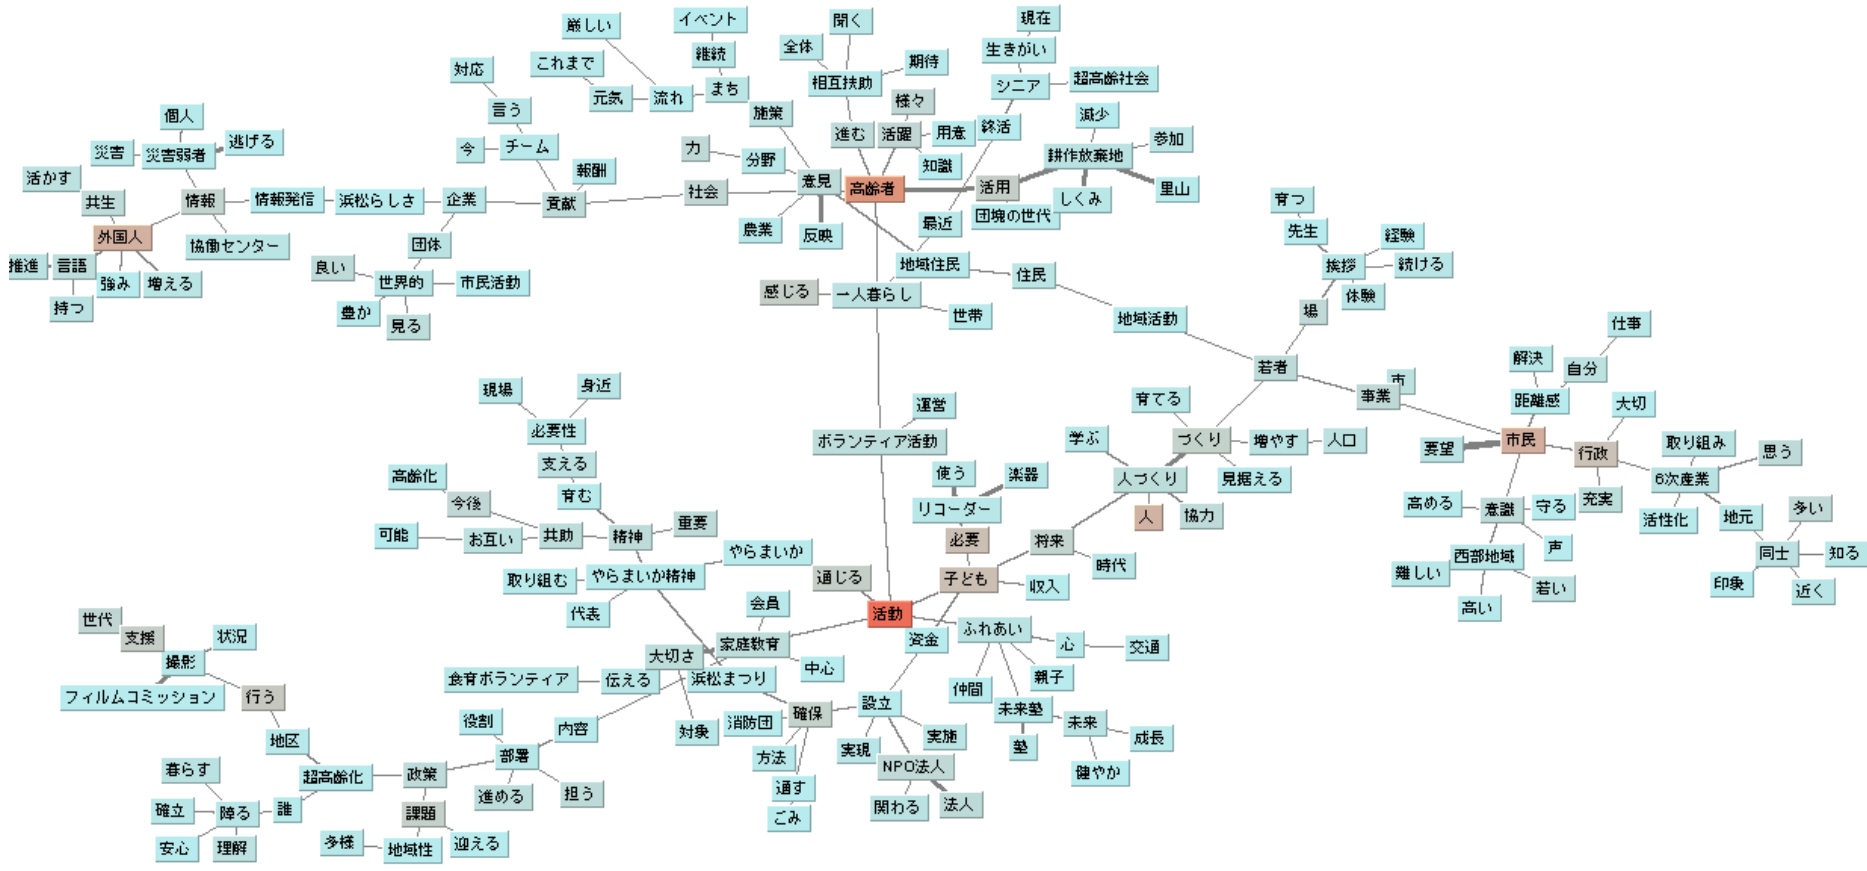 厳しい
イベント
聞く
現在
全体
継続
生きがい
これまで
期待
対応
元気
流れ
まち
相互扶助
シニア
超高齢社会
言う
施策
様々
減少
個人
進む
活躍
用意
終活
参加
災害
災害弱者
逃げる
今
チーム
力
分野
知識
耕作放棄地
活かす
報酬
意見
高齢者
活用
里山
共生
情報
情報発信
浜松らしさ
企業
貢献
社会
しくみ
育つ
外国人
協働センター
団体
農業
反映
最近
団塊の世代
先生
経験
推進
言語
強み
増える
良い
世界的
市民活動
地域住民
住民
挨拶
続ける
持つ
豊か
見る
感じる
一人暮らし
世帯
地域活動
場
体験
仕事
解決
自分
若者
市
事業
距離感
大切
現場
身近
運営
育てる
必要性
ボランティア活動
学ぶ
づくり
増やす
人口
要望
市民
行政
取り組み
思う
支える
高齢化
使う
楽器
人づくり
見据える
6次産業
今後
育む
リコーダー
人
協力
高める
意識
守る
充実
活性化
地元
多い
可能
お互い
共助
精神
重要
必要
将来
声
同士
知る
やらまいか
時代
西部地域
取り組む
やらまいか精神
通じる
子ども
収入
難しい
若い
印象
近く
代表
会員
活動
高い
世代
支援
状況
家庭教育
資金
ふれあい
心
交通
撮影
大切さ
中心
親子
フィルムコミッション
行う
食育ボランティア
伝える
浜松まつり
仲間
役割
内容
対象
消防団
確保
設立
未来塾
未来
地区
部署
方法
実現
実施
塾
成長
暮らす
超高齢化
政策
進める
担う
通す
NPO法人
健やか
確立
障る
誰
課題
ごみ
関わる
法人
安心
理解
多様
地域性
迎える